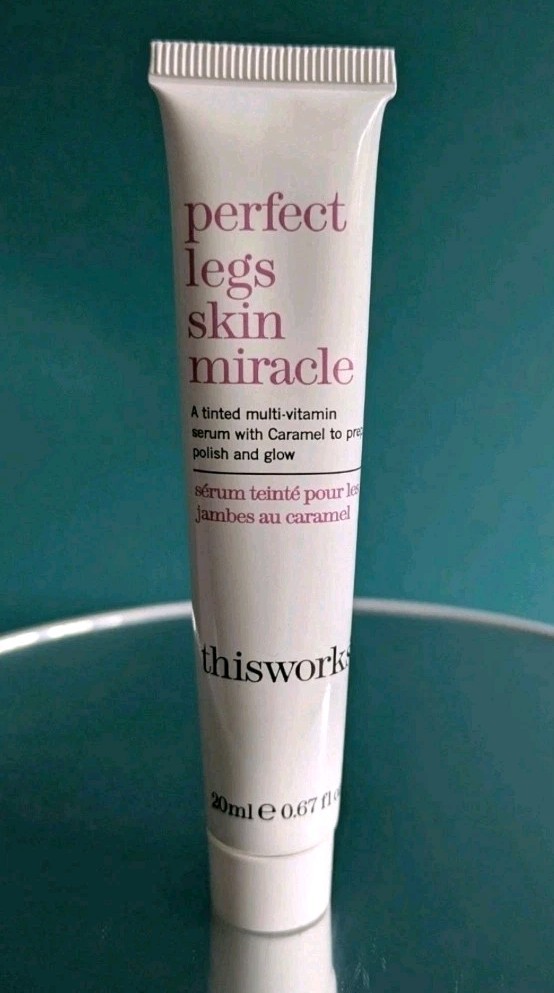 perfect
legs
skin
miracle
A tinted multi-vitamin
serum with Caramel to prep
polish and glow
sérum teinté pour les
jambes au caramel
thisworks
20ml e 0.67 fl